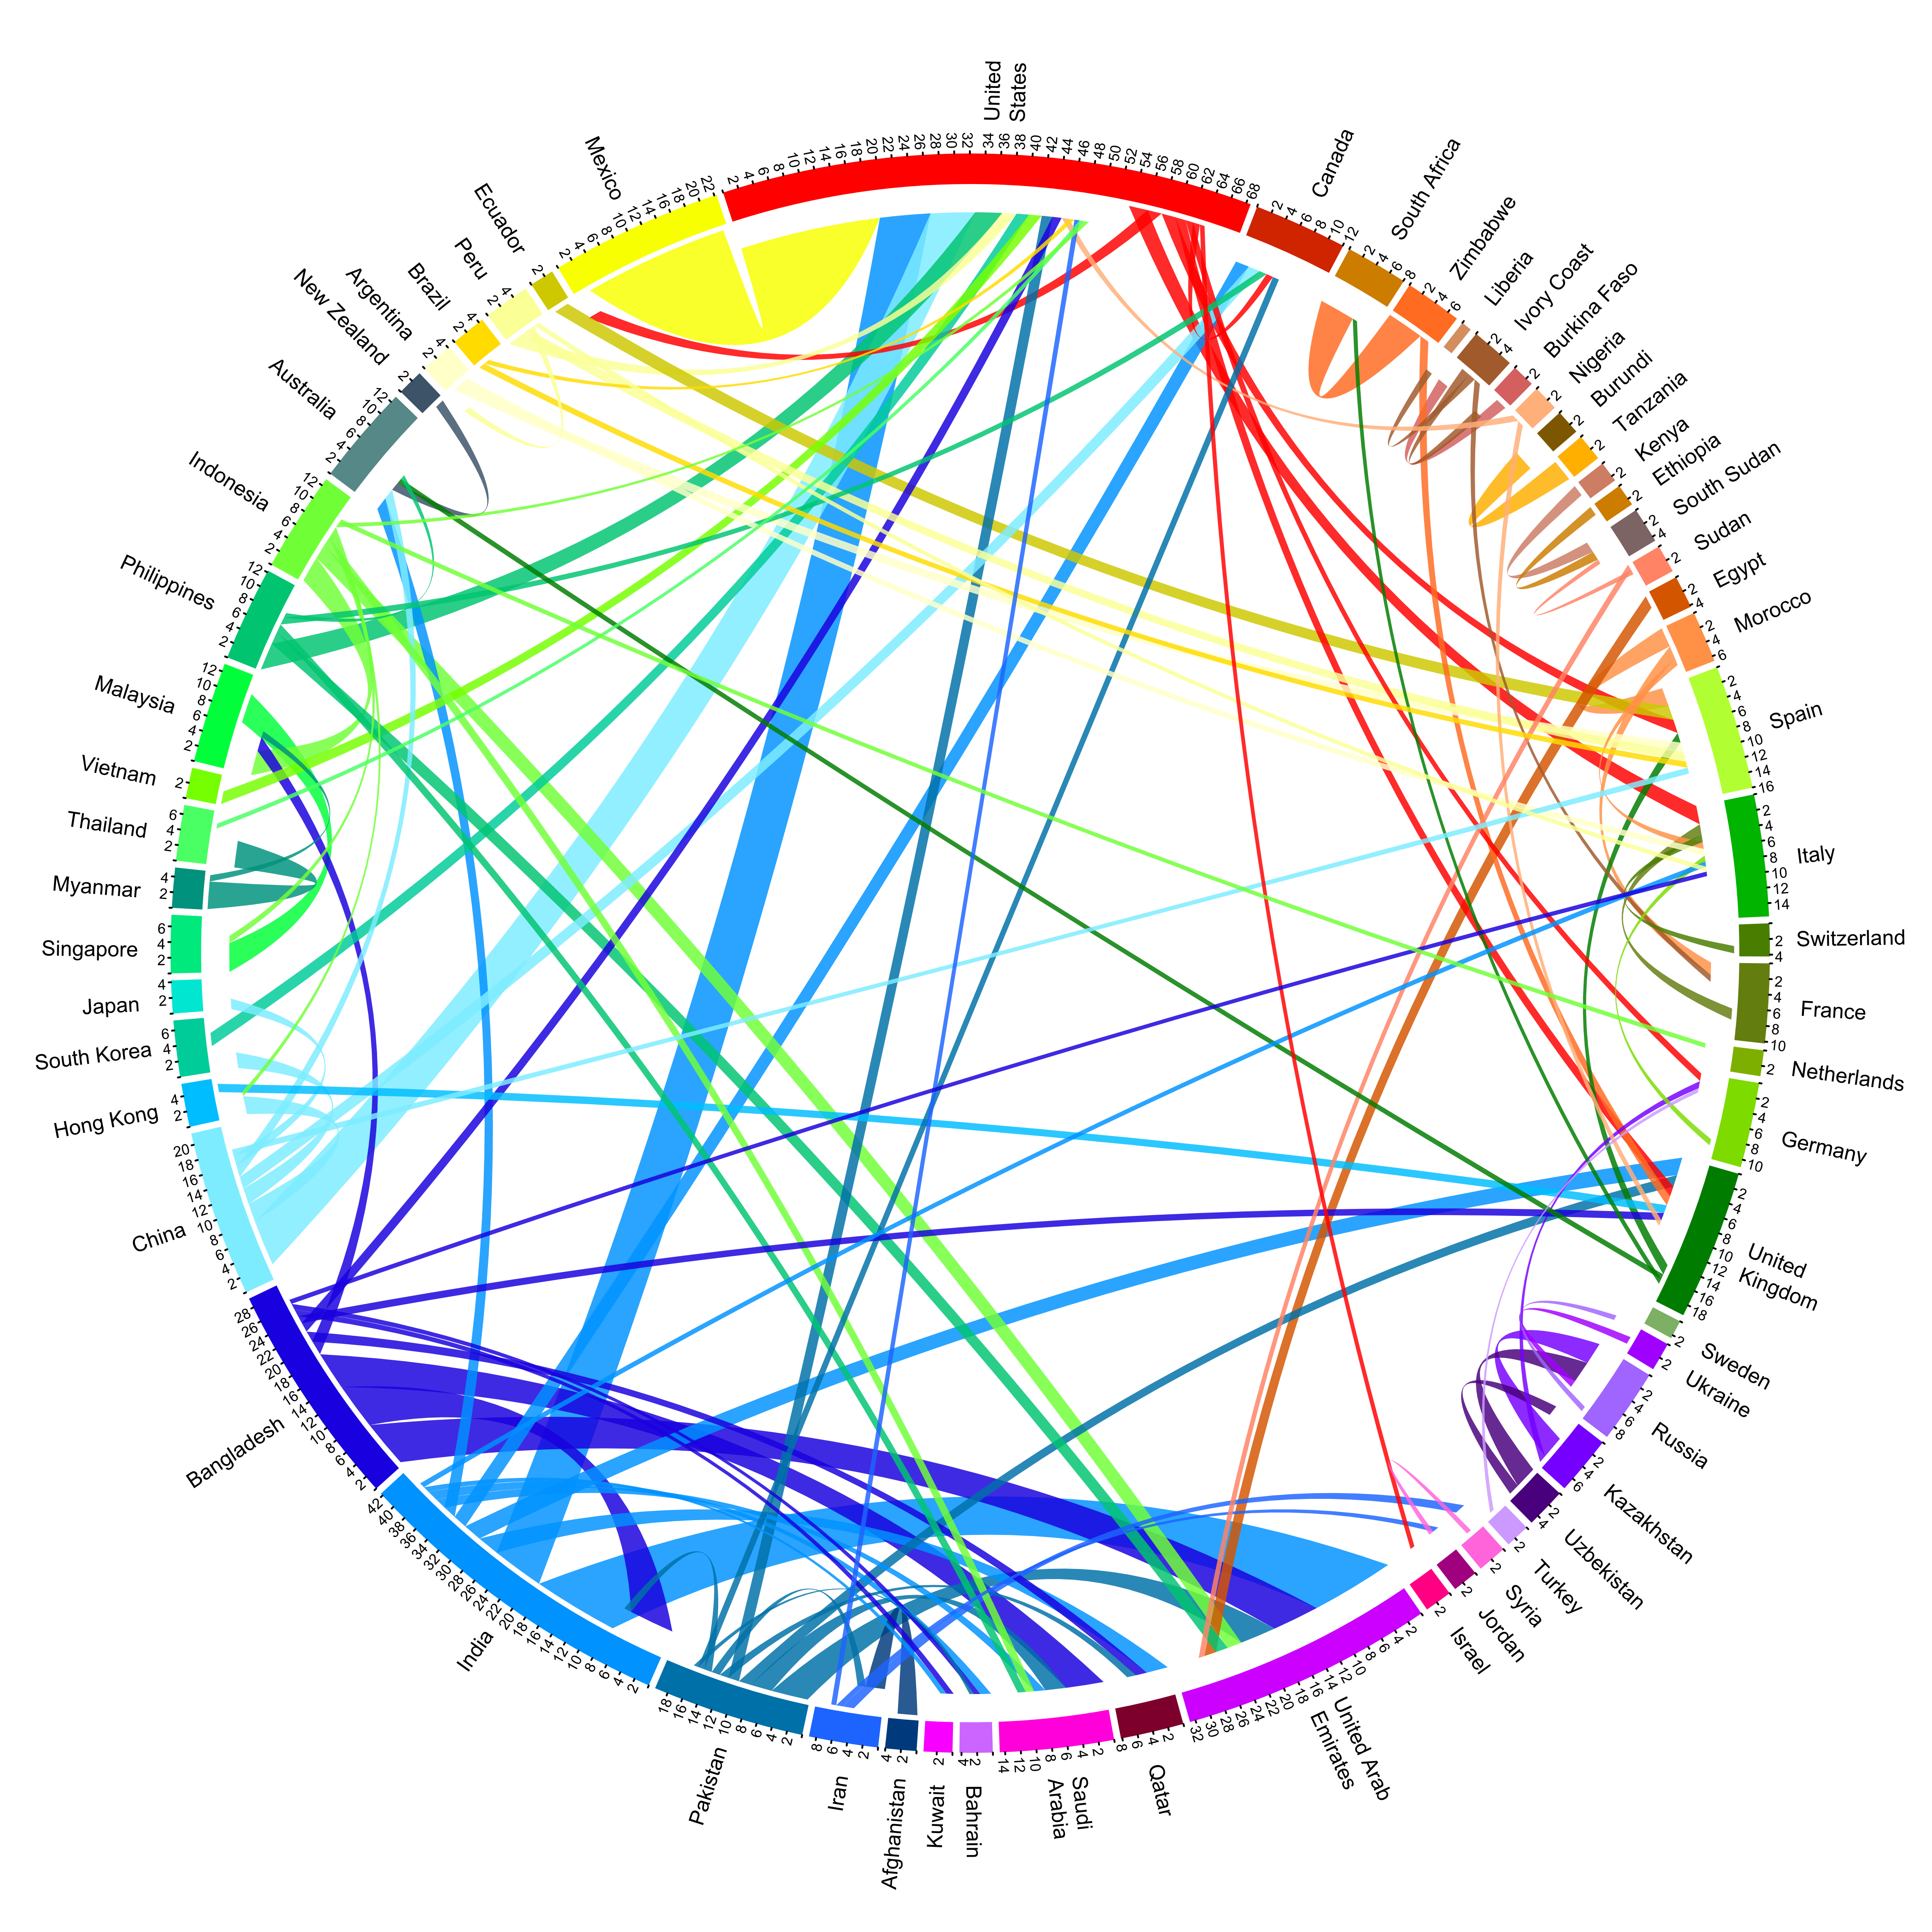 United
States
2 4 6 8 10 12 14 16 18 20 22 24 26 28 30 32 34 36 38 40 42 44 46 48 50 52 54 56 58 60 62 64 66 68
Canada
2 4 6 8 10 12
South Africa
2 4 6 8
Zimbabwe
2 4 6
Liberia
Ivory Coast
2 4
Burkina Faso
2
Nigeria
2
Burundi
2
Tanzania
2
Kenya
2
Ethiopia
2
South Sudan
2 4
Sudan
2
Egypt
2 4
Morocco
2 4 6
Spain
2 4 6 8 10 12 14 16
Italy
2 4 6 8 10 12 14
Switzerland
2 4
France
2 4 6 8 10
Netherlands
2
Germany
2 4 6 8 10
United
Kingdom
2 4 6 8 10 12 14 16 18
Sweden
2
Ukraine
2
Russia
2 4 6 8
Kazakhstan
2 4 6
Uzbekistan
2 4
Turkey
2
Syria
2
Jordan
2
Israel
2
United Arab
Emirates
2 4 6 8 10 12 14 16 18 20 22 24 26 28 30 32
Qatar
2 4 6 8
Saudi
Arabia
2 4 6 8 10 12 14
Bahrain
2 4
Kuwait
2
Afghanistan
2 4
Iran
2 4 6 8
Pakistan
2 4 6 8 10 12 14 16 18
India
2 4 6 8 10 12 14 16 18 20 22 24 26 28 30 32 34 36 38 40 42
Bangladesh
2 4 6 8 10 12 14 16 18 20 22 24 26 28
China
2 4 6 8 10 12 14 16 18 20
Hong Kong
2 4
South Korea
2 4 6
Japan
2 4
Singapore
2 4 6
Myanmar
2 4
Thailand
2 4 6
Vietnam
2
Malaysia
2 4 6 8 10 12
Philippines
2 4 6 8 10 12
Indonesia
2 4 6 8 10 12
Australia
2 4 6 8 10 12
New Zealand
2
Argentina
2 4
Brazil
2 4
Peru
2 4
Ecuador
2
Mexico
2 4 6 8 10 12 14 16 18 20 22